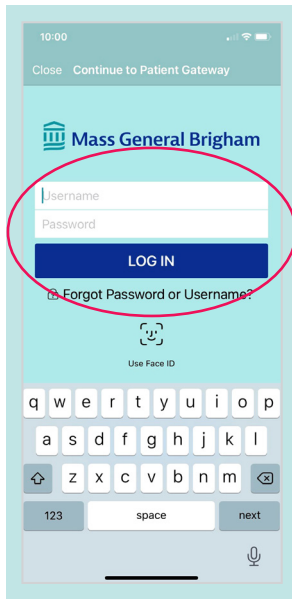 10:00
Close Continue to Patient Gateway
Mass General Brigham
Username
Password
LOG IN
Forgot Password or Username?
Use Face ID
q w e r t y u i o p
a s d f g h j k l
z x c v b n m
123 space next